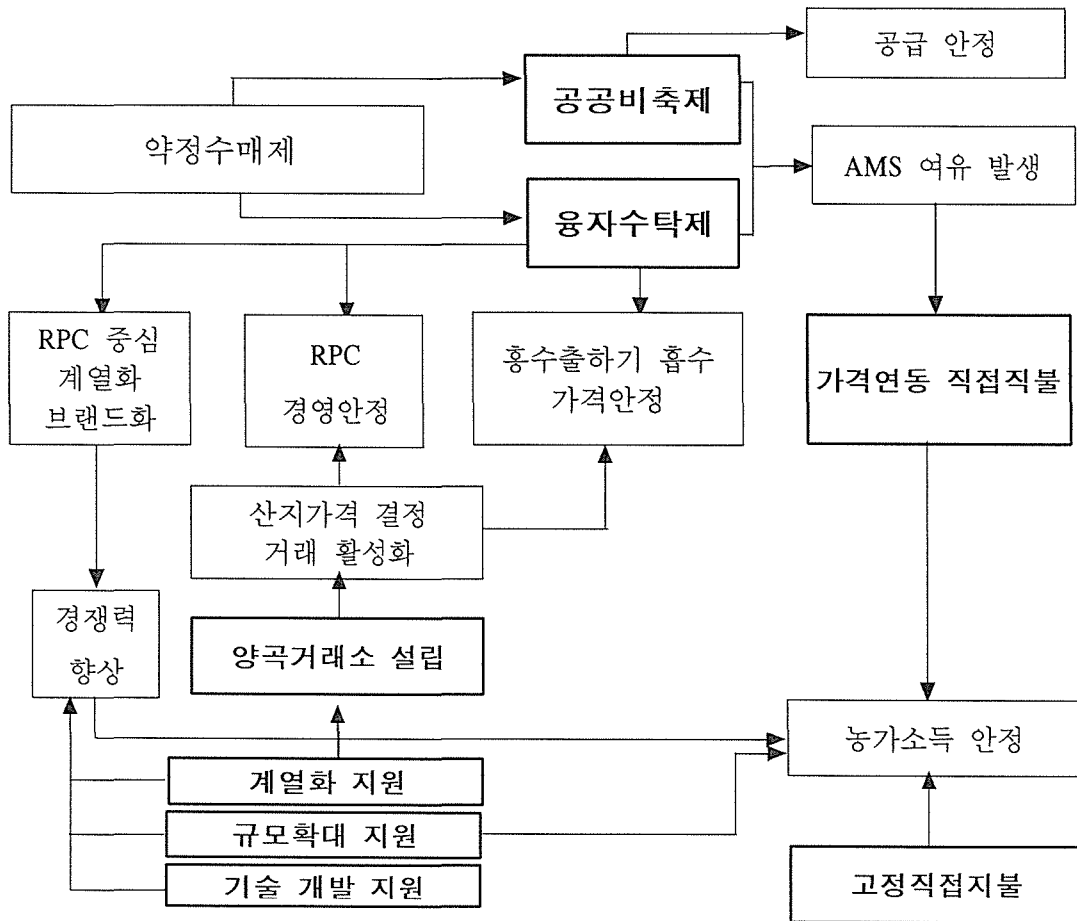 공급 안정
공공비축제
약정수매제
AMS 여유 발생
융자수탁제
RPC 중심
계열화
브랜드화
RPC
경영안정
홍수출하기 흡수
가격안정
가격연동 직접직불
산지가격 결정
거래 활성화
경쟁력
향상
양곡거래소 설립
농가소득 안정
계열화 지원
규모확대 지원
기술 개발 지원
고정직접지불